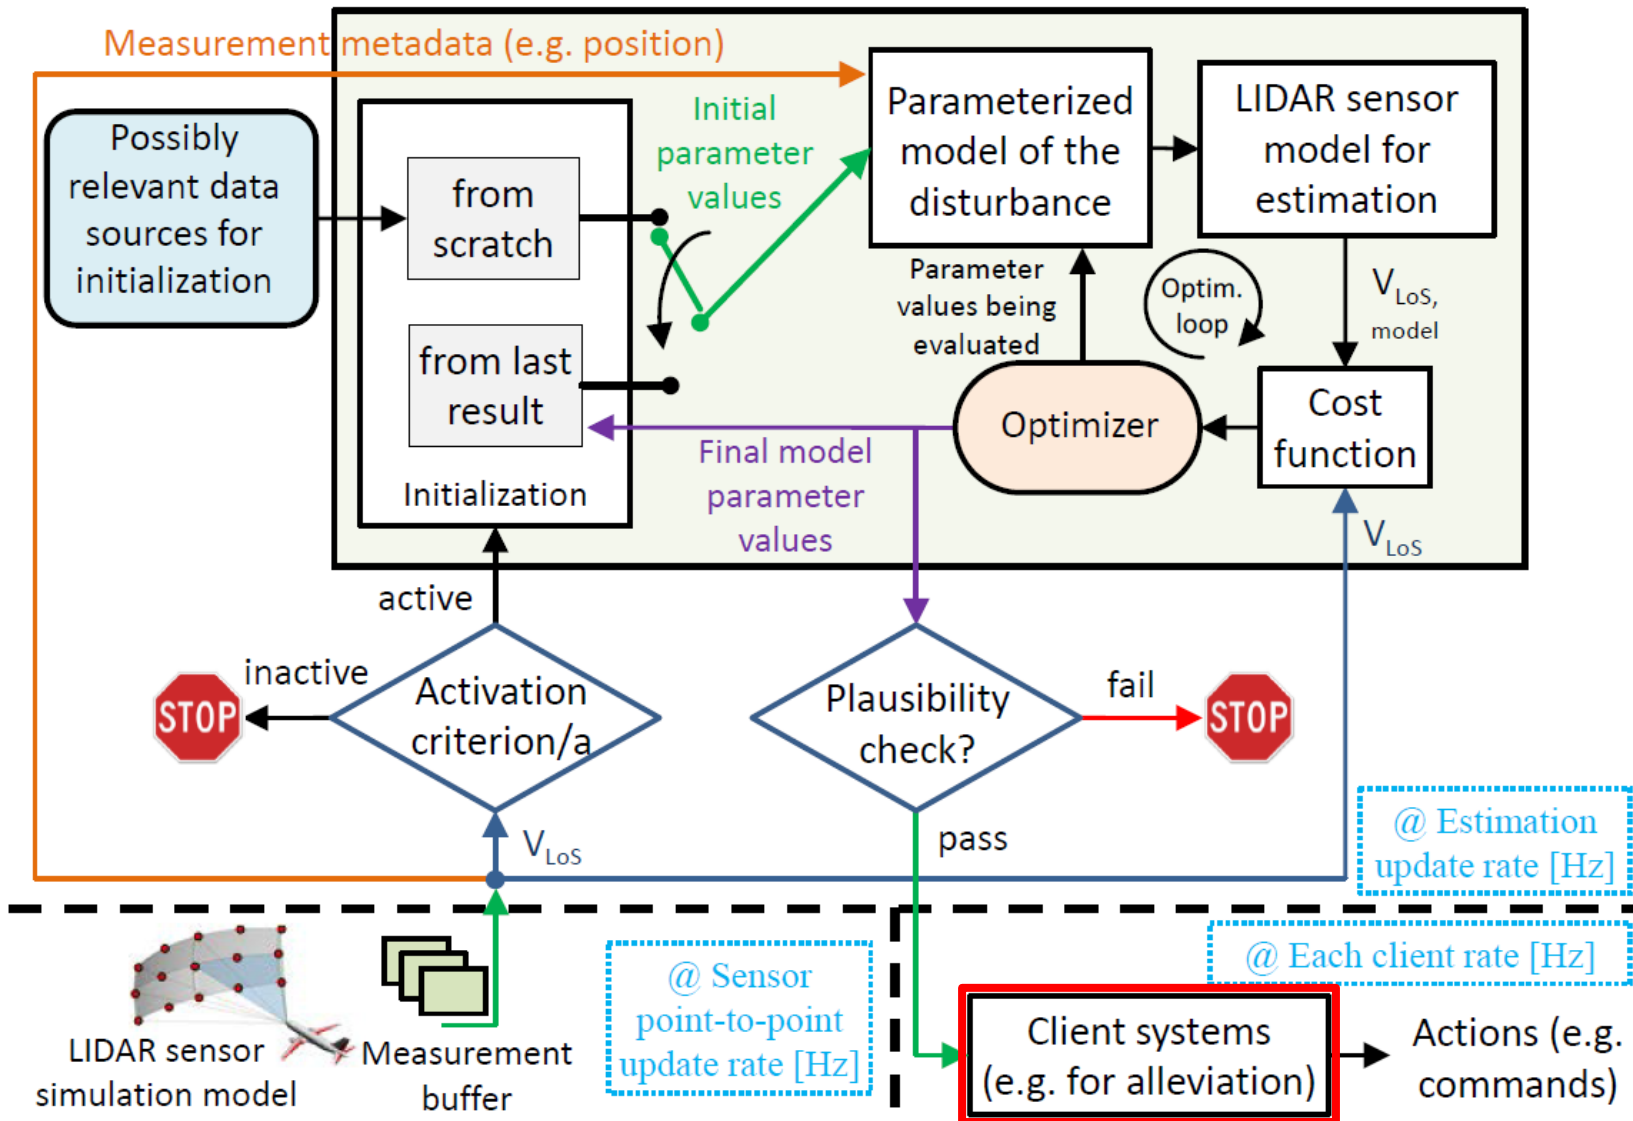 Measurement metadata (e.g. position)
Possibly
relevant data
sources for
initialization
from
scratch
from last
result
Initialization
Initial
parameter
values
Parameterized
model of the
disturbance
LIDAR sensor
model for
estimation
Parameter
values being
evaluated
Optim.
loop
VLoS,
model
Optimizer
Cost
function
Final model
parameter
values
VLoS
active
inactive
STOP
Activation
criterion/a
Plausibility
check?
fail
STOP
pass
VLoS
@ Estimation
update rate [Hz]
@ Sensor
point-to-point
update rate [Hz]
@ Each client rate [Hz]
LIDAR sensor
simulation model
Measurement
buffer
Client systems
(e.g. for alleviation)
Actions (e.g.
commands)